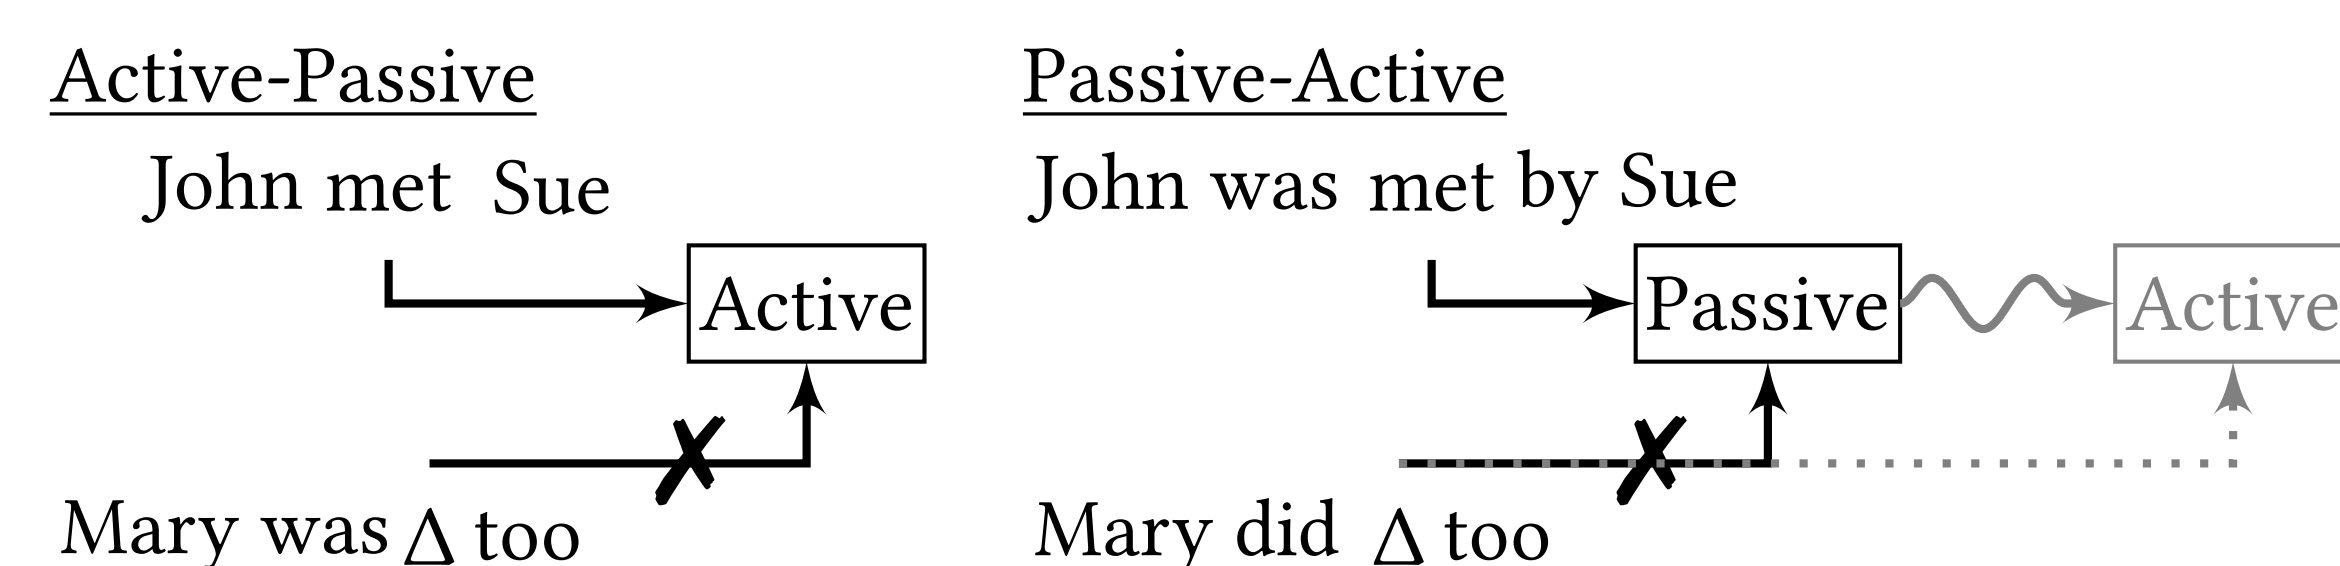 Active-Passive
John met Sue
Active
Mary was Δ too
Passive-Active
John was met by Sue
Passive Active
Mary did Δ too